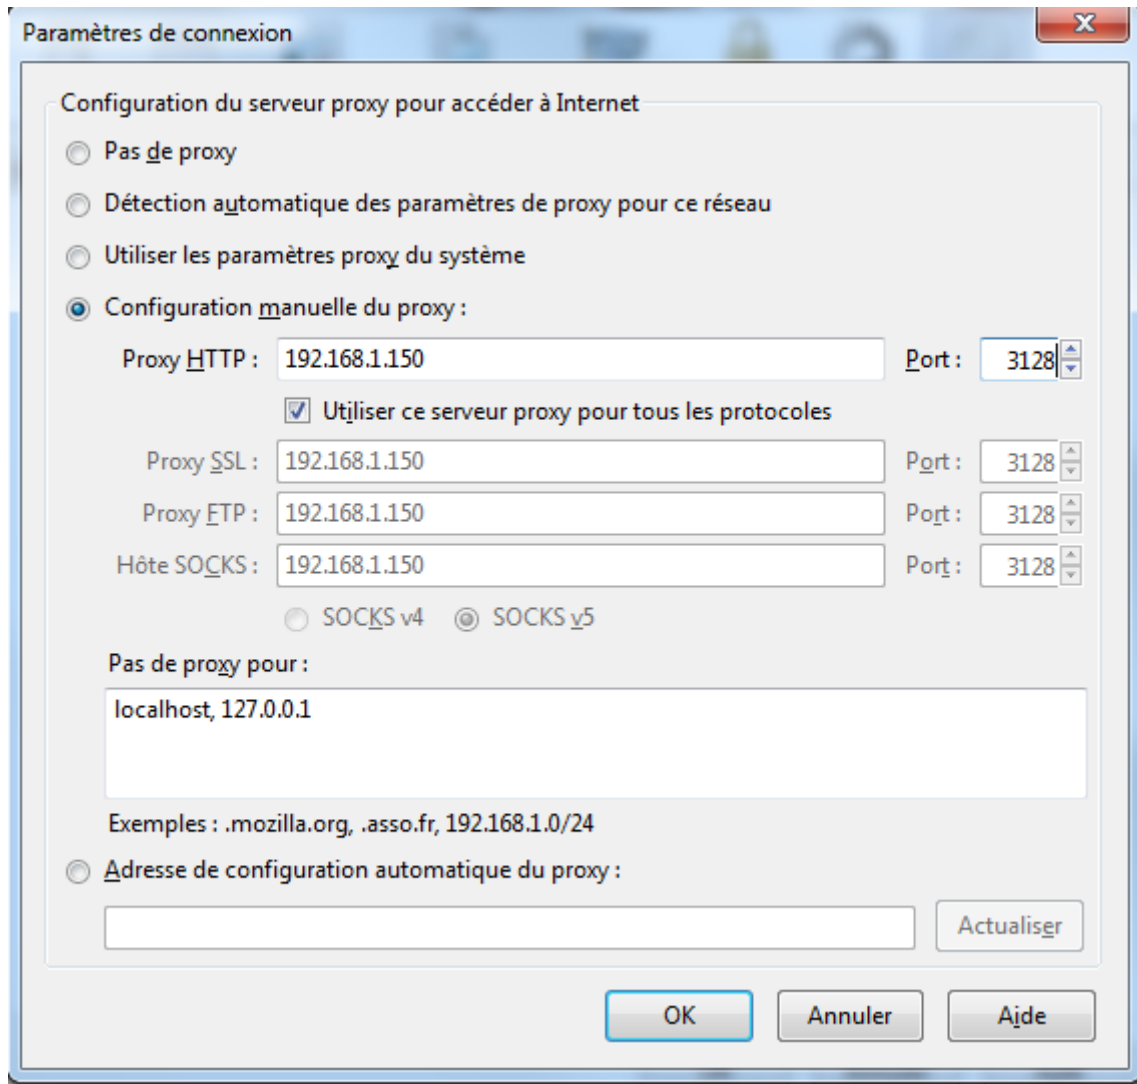 Paramètres de connexion
Configuration du serveur proxy pour accéder à Internet
Pas de proxy
Détection automatique des paramètres de proxy pour ce réseau
Utiliser les paramètres proxy du système
Configuration manuelle du proxy :
Proxy HTTP : 192.168.1.150 Port : 3128
Utiliser ce serveur proxy pour tous les protocoles
Proxy SSL : 192.168.1.150 Port : 3128
Proxy FTP : 192.168.1.150 Port : 3128
Hôte SOCKS : 192.168.1.150 Port : 3128
SOCKS v4 SOCKS v5
Pas de proxy pour :
localhost, 127.0.0.1
Exemples : .mozilla.org, .asso.fr, 192.168.1.0/24
Adresse de configuration automatique du proxy :
Actualiser
OK Annuler Aide